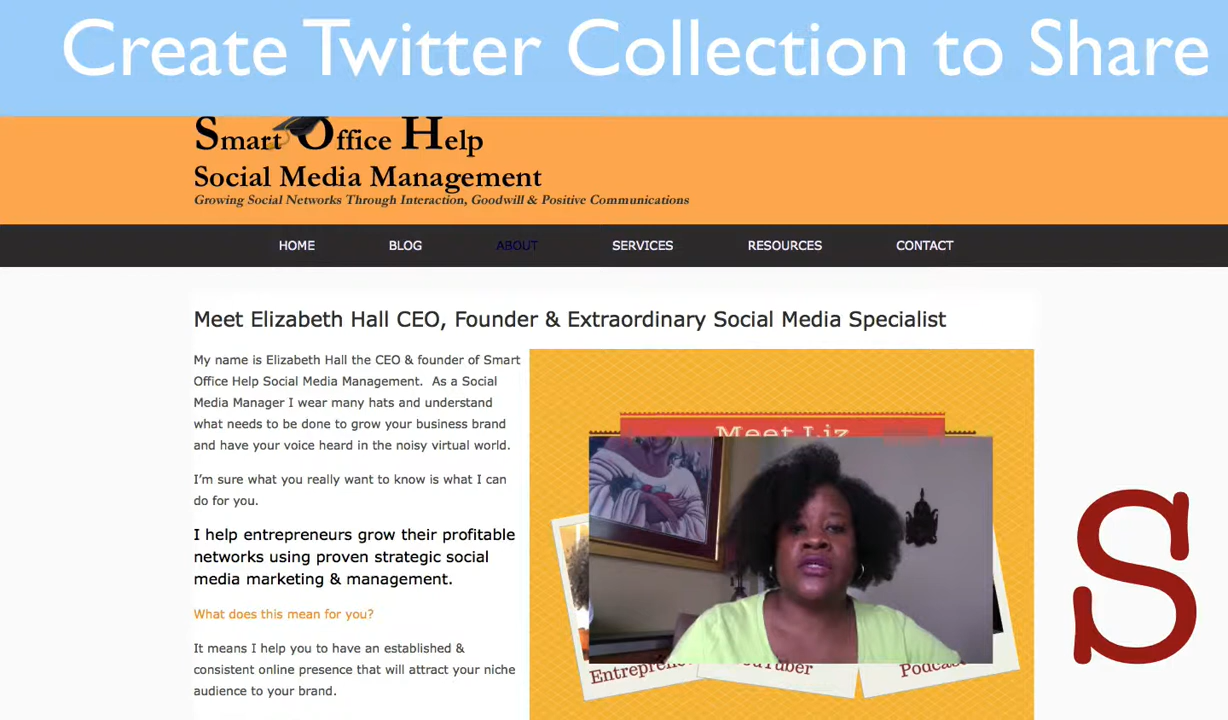 Create Twitter Collection to Share
Smart Office Help
Social Media Management
Growing Social Networks Through Interaction, Goodwill & Positive Communications
HOME BLOG ABOUT SERVICES RESOURCES CONTACT
Meet Elizabeth Hall CEO, Founder & Extraordinary Social Media Specialist
My name is Elizabeth Hall the CEO & founder of Smart
Office Help Social Media Management. As a Social
Media Manager I wear many hats and understand
what needs to be done to grow your business brand
and have your voice heard in the noisy virtual world.
I'm sure what you really want to know is what I can
do for you.
I help entrepreneurs grow their profitable
networks using proven strategic social
media marketing & management.
What does this mean for you?
It means I help you to have an established &
consistent online presence that will attract your niche
audience to your brand.
Meet Liz
S